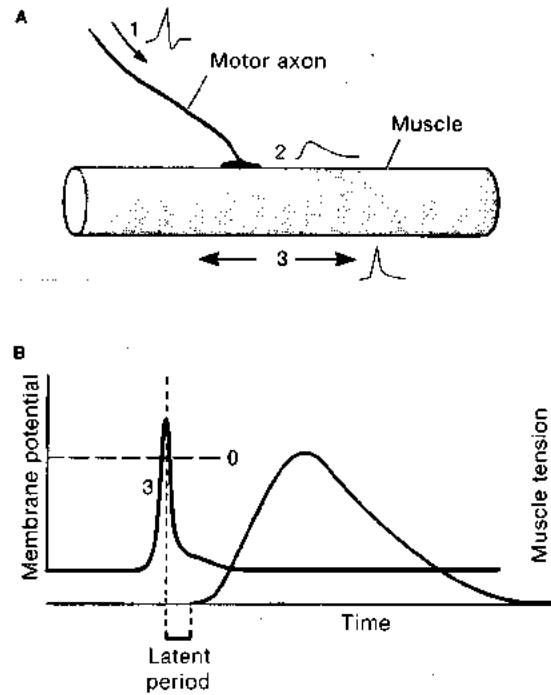 A
1
Motor axon
2
Muscle
3
B
Membrane potential
0
3
Muscle tension
Time
Latent
period